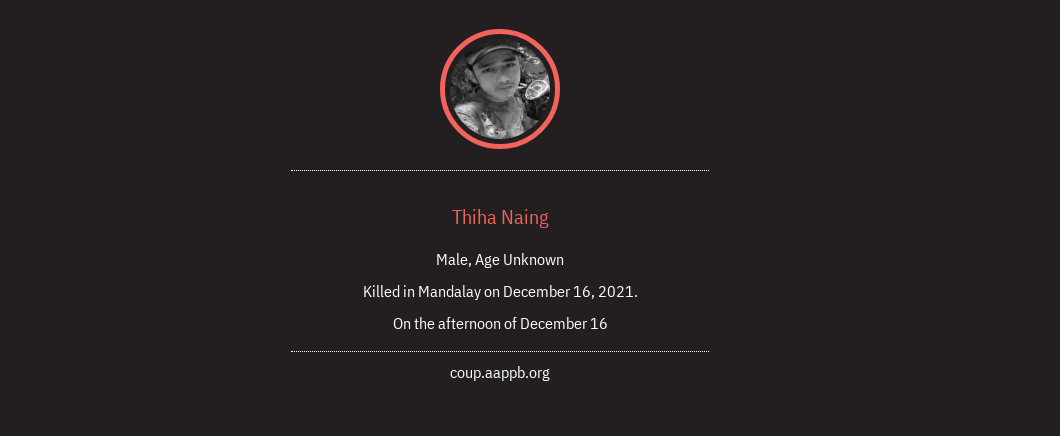 Thiha Naing
Male, Age Unknown
Killed in Mandalay on December 16, 2021.
On the afternoon of December 16
coup.aappb.org